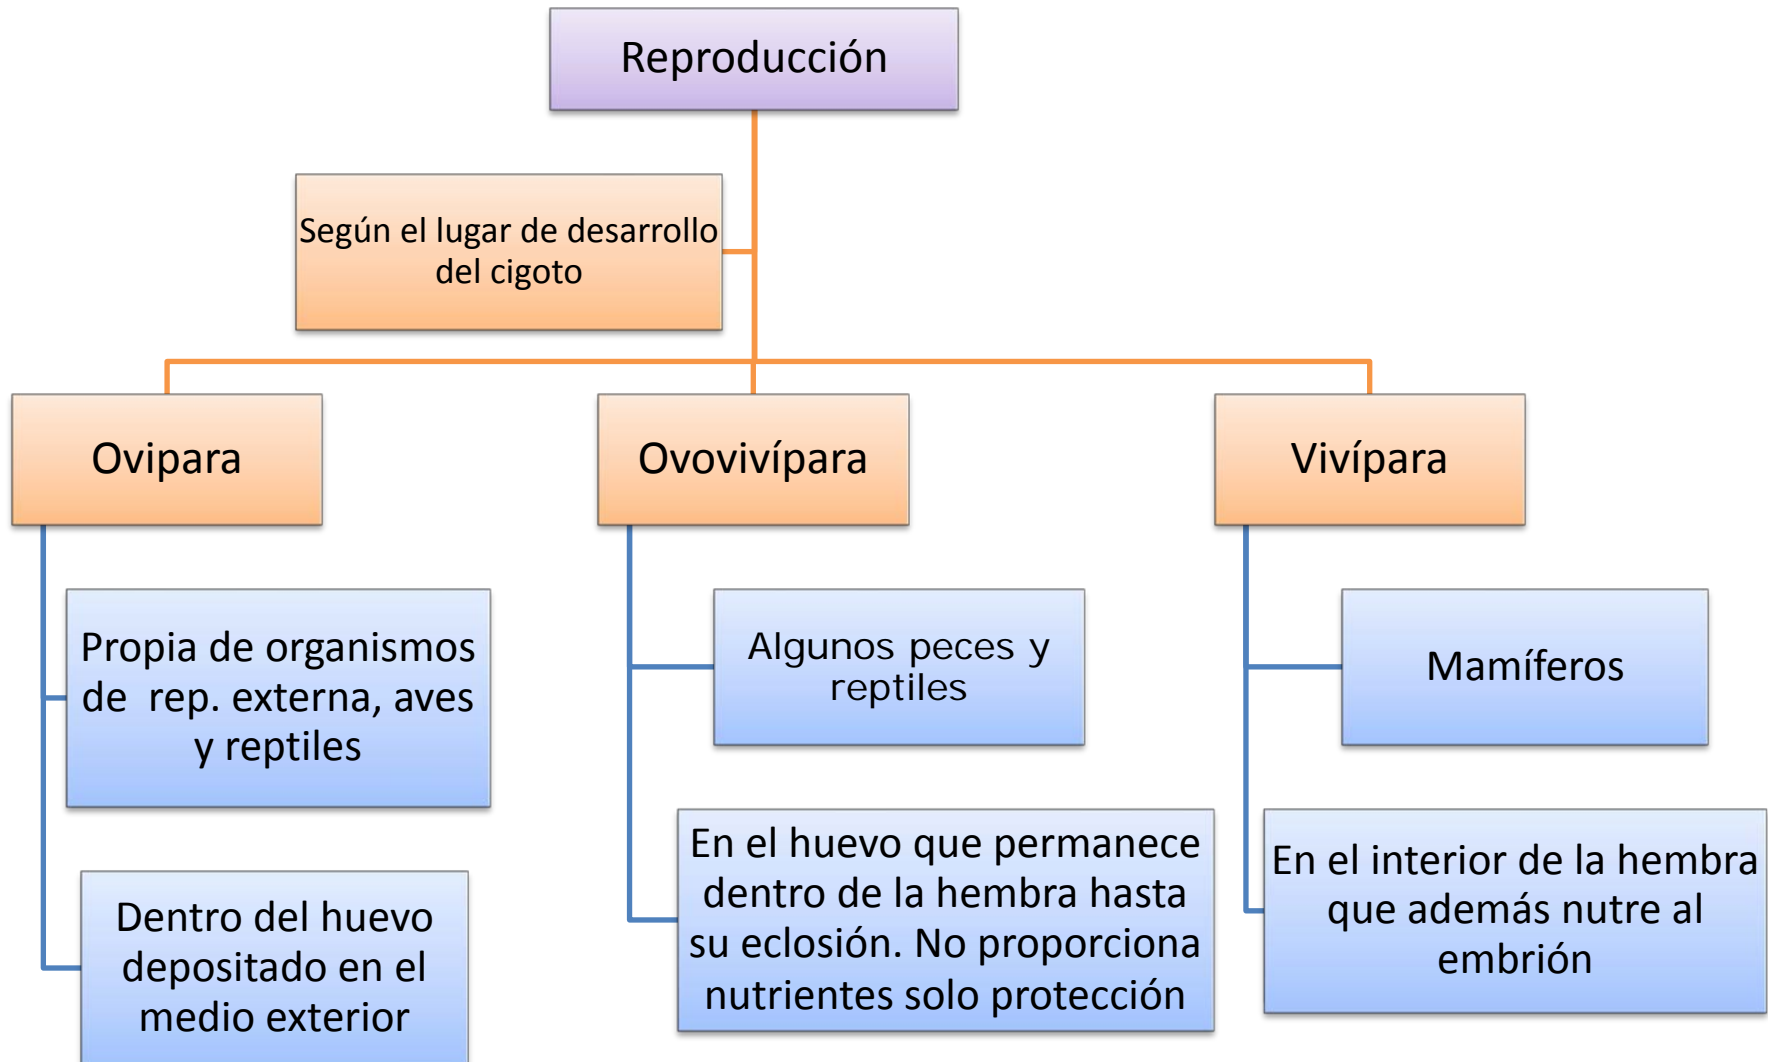 Reproducción
Según el lugar de desarrollo
del cigoto
Ovipara
Ovovivípara
Vivípara
Propia de organismos
de rep. externa, aves
y reptiles
Algunos peces y
reptiles
Mamíferos
Dentro del huevo
depositado en el
medio exterior
En el huevo que permanece
dentro de la hembra hasta
su eclosión. No proporciona
nutrientes solo protección
En el interior de la hembra
que además nutre al
embrión